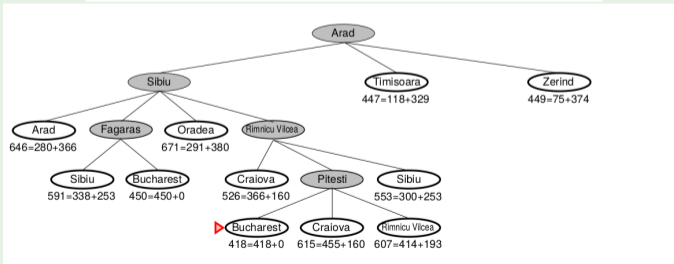 Arad
Sibiu
Timisoara
Zerind
447=118+329
449=75+374
Arad
Fagaras
Oradea
Rimnicu Vilcea
646=280+366
671=291+380
Sibiu
Bucharest
Craiova
Pitesti
Sibiu
591=338+253
450=450+0
526=366+160
553=300+253
Bucharest
Craiova
Rimnicu Vilcea
418=418+0
615=455+160
607=414+193